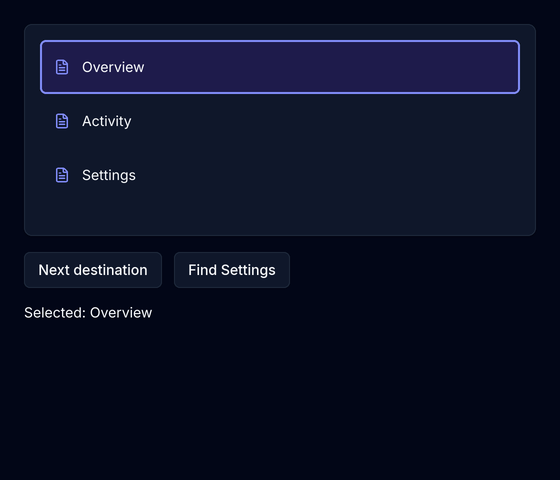 Overview
Activity
Settings
Next destination Find Settings
Selected: Overview